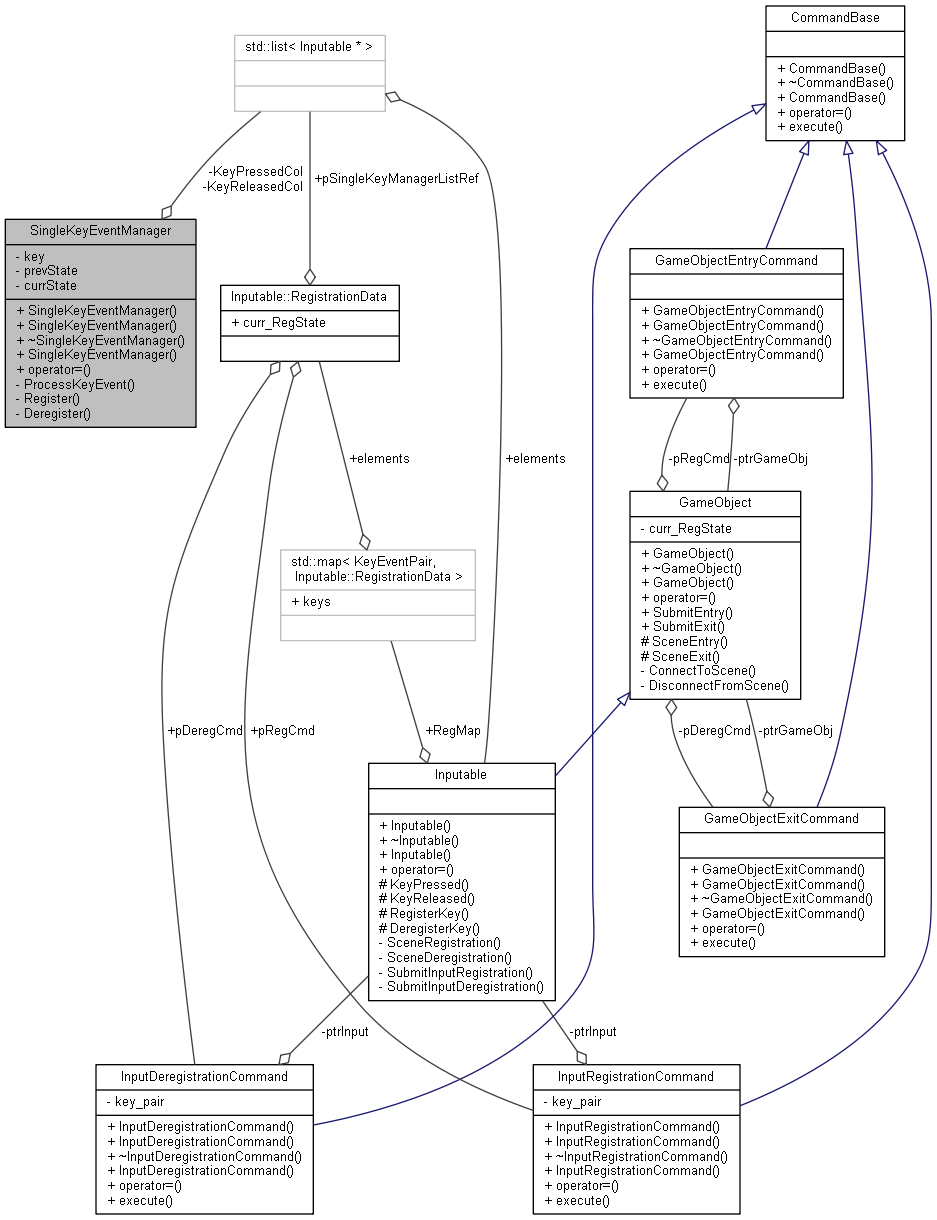 CommandBase
+ CommandBase()
+ ~CommandBase()
+ CommandBase()
+ operator=()
+ execute()
std::list< Inputable * >
-KeyPressedCol
-KeyReleasedCol
+pSingleKeyManagerListRef
SingleKeyEventManager
- key
- prevState
- currState
+ SingleKeyEventManager()
+ SingleKeyEventManager()
+ ~SingleKeyEventManager()
+ SingleKeyEventManager()
+ operator=()
- ProcessKeyEvent()
- Register()
- Deregister()
Inputable::RegistrationData
+ curr_RegState
GameObjectEntryCommand
+ GameObjectEntryCommand()
+ GameObjectEntryCommand()
+ ~GameObjectEntryCommand()
+ GameObjectEntryCommand()
+ operator=()
+ execute()
+elements
+elements
-pRegCmd
-ptrGameObj
GameObject
- curr_RegState
+ GameObject()
+ ~GameObject()
+ GameObject()
+ operator=()
+ SubmitEntry()
+ SubmitExit()
# SceneEntry()
# SceneExit()
- ConnectToScene()
- DisconnectFromScene()
std::map< KeyEventPair,
Inputable::RegistrationData >
+ keys
+pDeregCmd
+pRegCmd
+RegMap
-pDeregCmd
-ptrGameObj
Inputable
+ Inputable()
+ ~Inputable()
+ Inputable()
+ operator=()
# KeyPressed()
# KeyReleased()
# RegisterKey()
# DeregisterKey()
- SceneRegistration()
- SceneDeregistration()
- SubmitInputRegistration()
- SubmitInputDeregistration()
GameObjectExitCommand
+ GameObjectExitCommand()
+ GameObjectExitCommand()
+ ~GameObjectExitCommand()
+ GameObjectExitCommand()
+ operator=()
+ execute()
-ptrInput
-ptrInput
InputDeregistrationCommand
- key_pair
+ InputDeregistrationCommand()
+ InputDeregistrationCommand()
+ ~InputDeregistrationCommand()
+ InputDeregistrationCommand()
+ operator=()
+ execute()
InputRegistrationCommand
- key_pair
+ InputRegistrationCommand()
+ InputRegistrationCommand()
+ ~InputRegistrationCommand()
+ InputRegistrationCommand()
+ operator=()
+ execute()